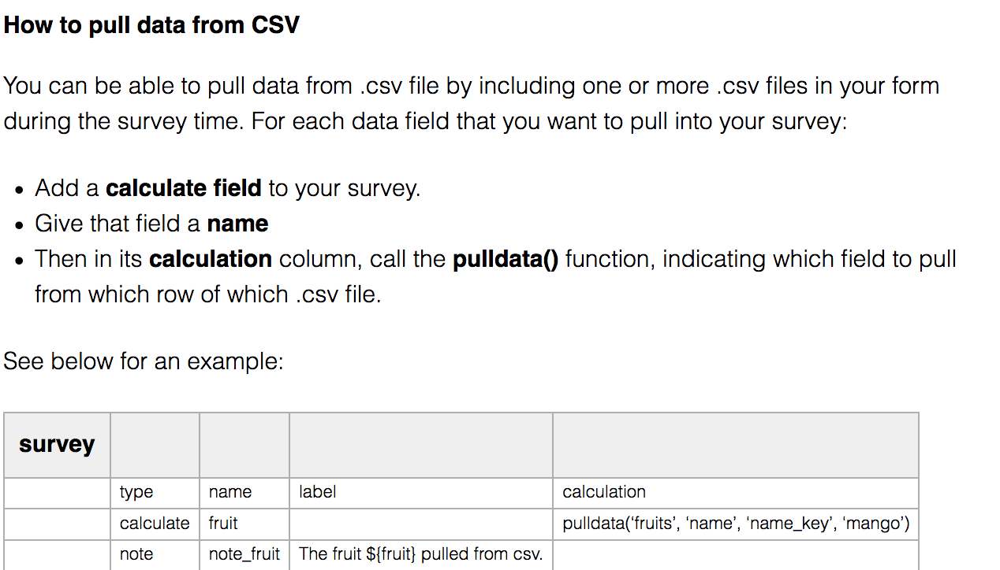 How to pull data from CSV
You can be able to pull data from .csv file by including one or more .csv files in your form
during the survey time. For each data field that you want to pull into your survey:
• Add a calculate field to your survey.
• Give that field a name
• Then in its calculation column, call the pulldata() function, indicating which field to pull
from which row of which .csv file.
See below for an example:
survey
type name label calculation
calculate fruit pulldata(‘fruits’, ‘name’, ‘name_key’, ‘mango’)
note note_fruit The fruit ${fruit} pulled from csv.